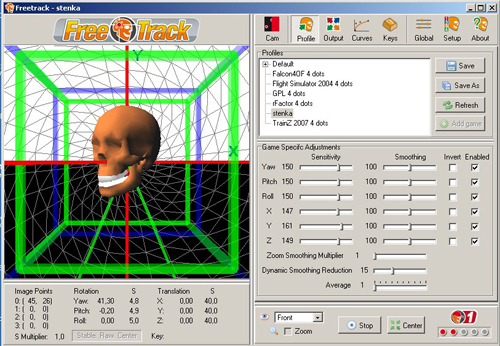 Freetrack - stenka
FreeTrack
Cam
Profile
Output
Curves
Keys
Global
Setup
About
Y
X
Profiles
Default
Falcon4OF 4 dots
Flight Simulator 2004 4 dots
GPL 4 dots
rFactor 4 dots
stenka
TrainZ 2007 4 dots
Save
Save As
Refresh
Add game
Game Specifc Adjustments
Sensitivity Smoothing Invert Enabled
Yaw 150 100
Pitch 150 100
Roll 150 100
X 147 100
Y 161 100
Z 149 100
Zoom Smoothing Multiplier 1
Dynamic Smoothing Reduction 15
Average 1
Image Points Rotation S Translation S
0: ( 45, 26) Yaw: 41,30 4,8 X: 0,00 40,0
1: ( 0, 0) Pitch: -0,20 4,9 Y: 0,00 40,0
2: ( 0, 0) Roll: 0,00 5,0 Z: 0,00 40,0
3: ( 0, 0)
S Multiplier: 1,0 Stable: Raw: Center Key:
Front
Zoom
Stop
Center